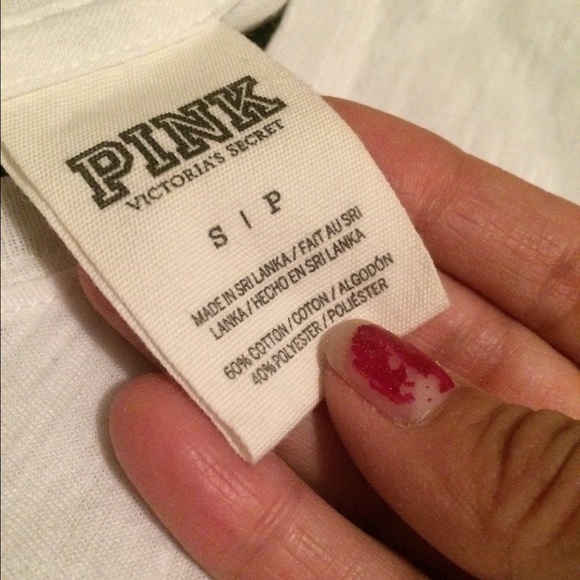 PINK
VICTORIA'S SECRET
S | P
MADE IN SRI LANKA / FAIT AU SRI
LANKA / HECHO EN SRI LANKA
60% COTTON / COTON / ALGODÓN
40% POLYESTER / POLIÉSTER